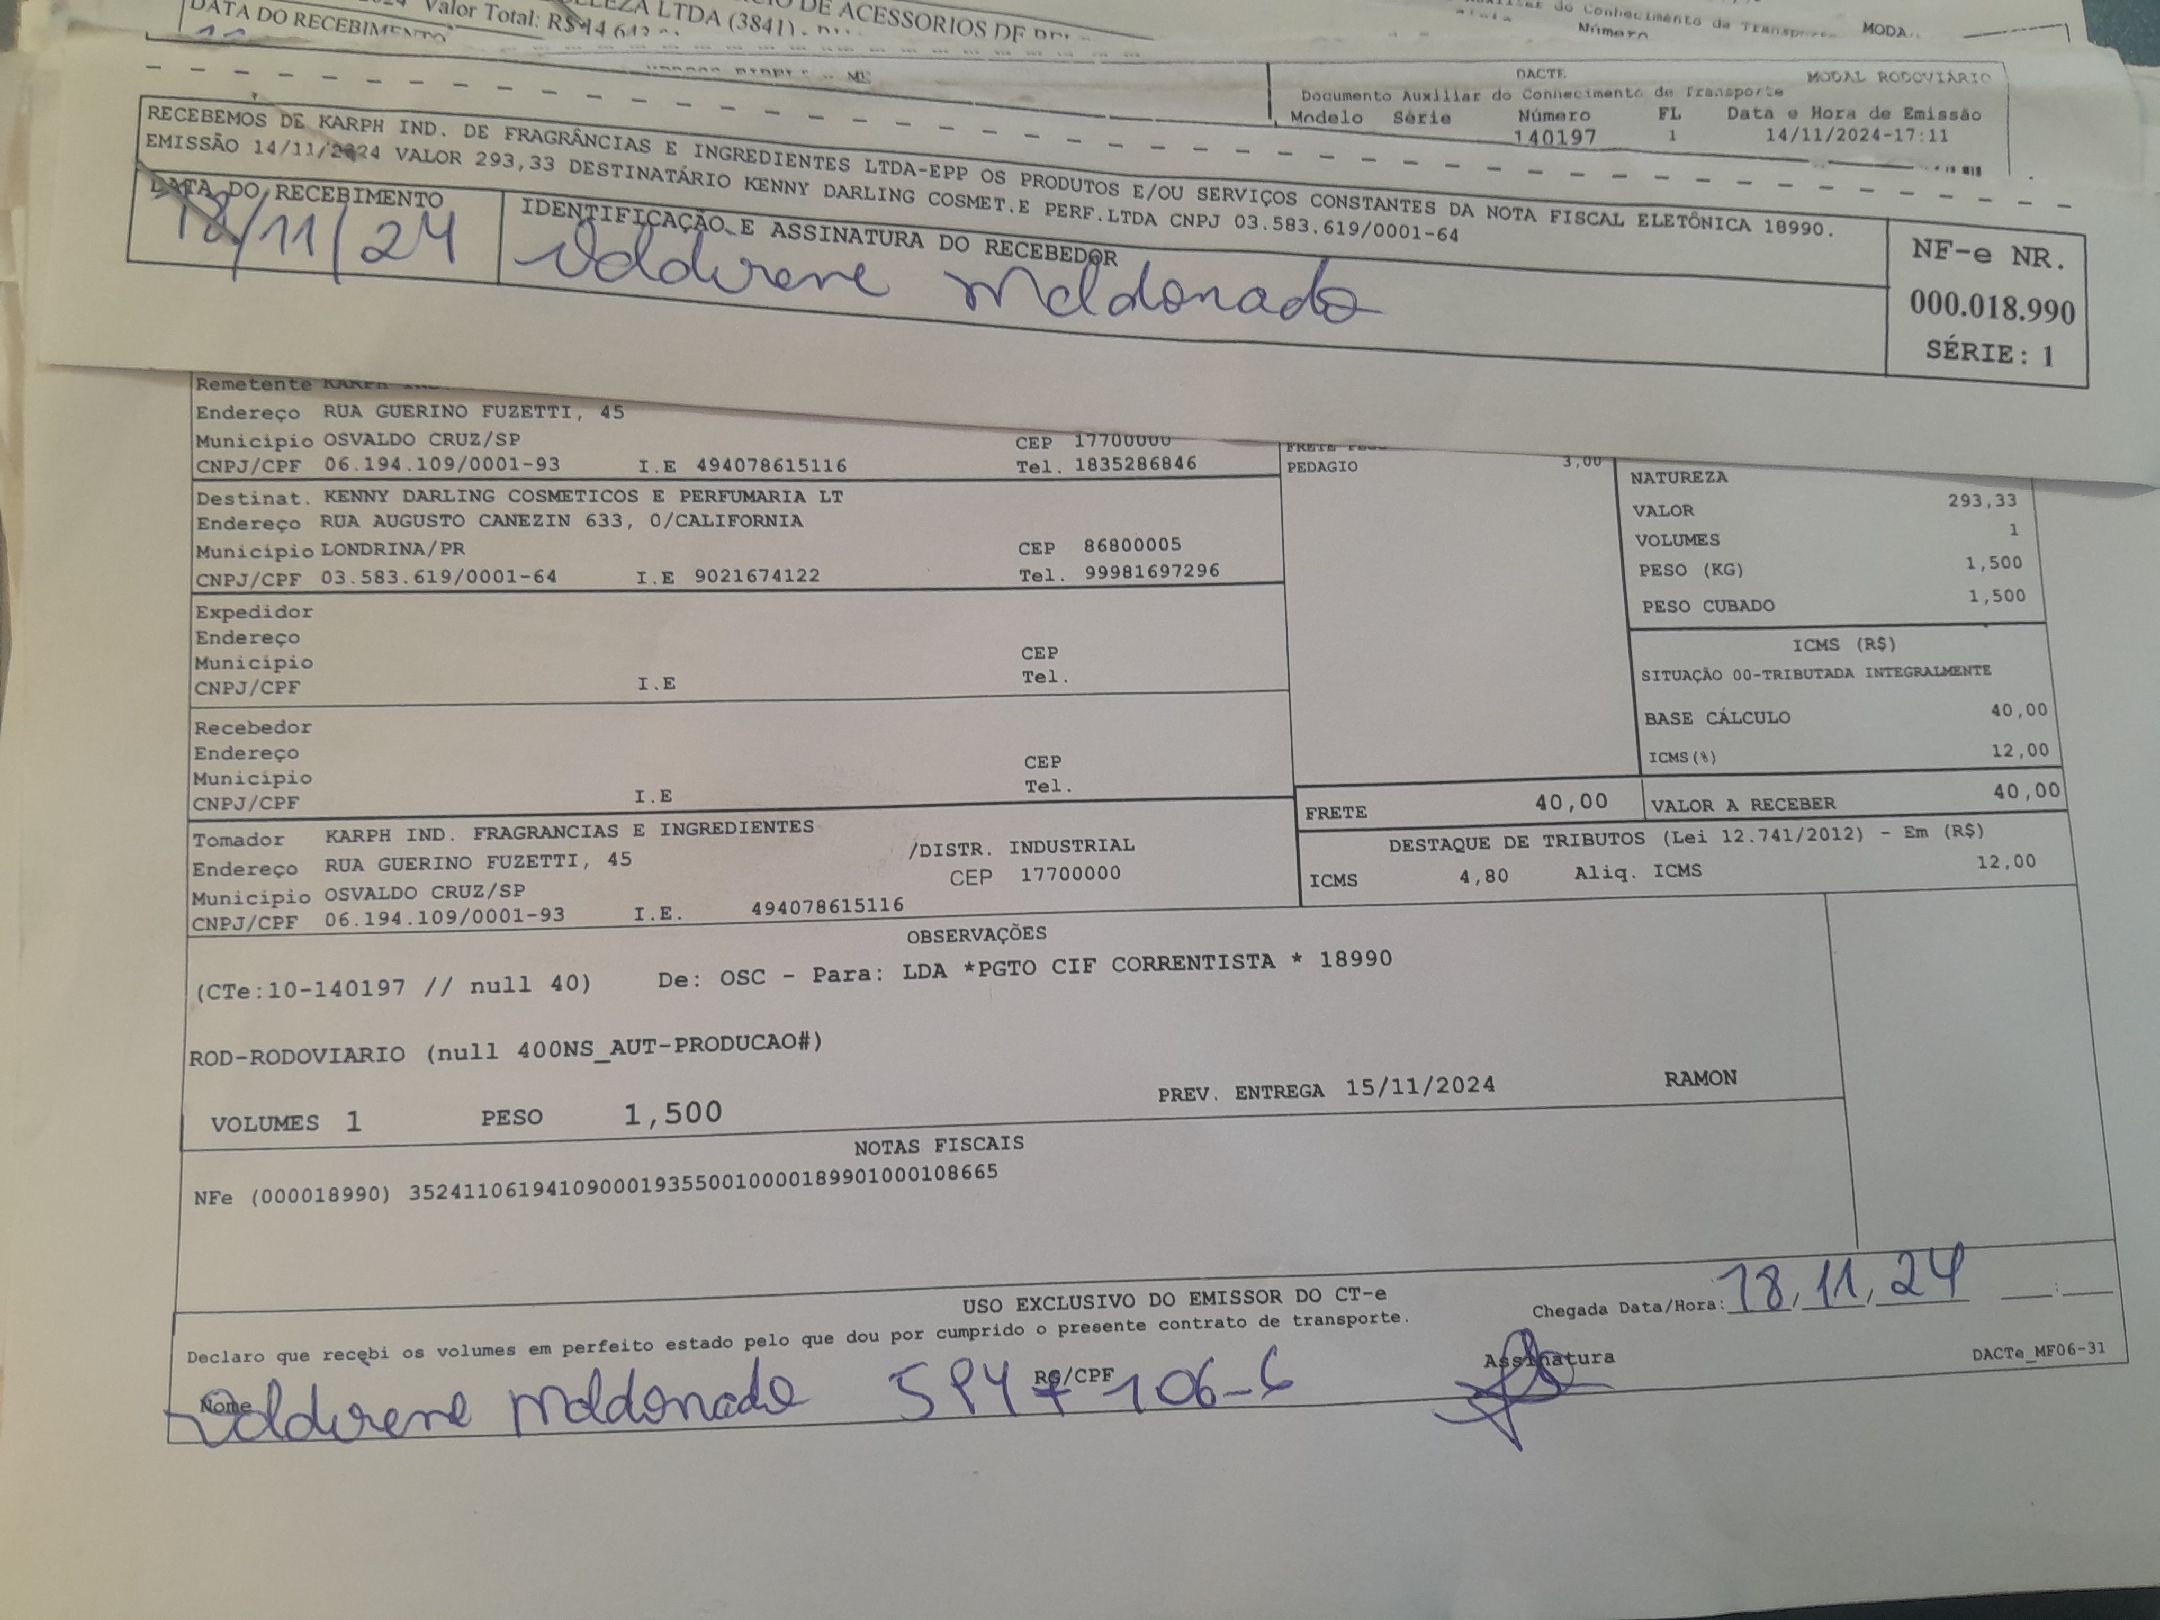 Valor Total: R$
LTDA (3841)
DE ACESSORIOS DE
DATA DO RECEBIMENTO
Número
DACTE
MODAL RODOVIÁRIO
Documento Auxiliar do Conhecimento de Transporte
Modelo Série Número FL Data e Hora de Emissão
140197 1 14/11/2024-17:11
RECEBEMOS DE KARPH IND. DE FRAGRÂNCIAS E INGREDIENTES LTDA-EPP OS PRODUTOS E/OU SERVIÇOS CONSTANTES DA NOTA FISCAL ELETÔNICA 18990.
EMISSÃO 14/11/2024 VALOR 293,33 DESTINATÁRIO KENNY DARLING COSMET.E PERF.LTDA CNPJ 03.583.619/0001-64
DATA DO RECEBIMENTO
18/11/24
IDENTIFICAÇÃO E ASSINATURA DO RECEBEDOR
Valdirene Maldonado
NF-e NR.
000.018.990
SÉRIE: 1
Remetente KARPH IND.
Endereço RUA GUERINO FUZETTI, 45
Município OSVALDO CRUZ/SP CEP 17700000
CNPJ/CPF 06.194.109/0001-93 I.E 494078615116 Tel. 1835286846
PEDAGIO 3,00
Destinat. KENNY DARLING COSMETICOS E PERFUMARIA LT
Endereço RUA AUGUSTO CANEZIN 633, 0/CALIFORNIA
Município LONDRINA/PR CEP 86800005
CNPJ/CPF 03.583.619/0001-64 I.E 9021674122 Tel. 99981697296
NATUREZA
VALOR 293,33
VOLUMES 1
PESO (KG) 1,500
PESO CUBADO 1,500
Expedidor
Endereço
Município CEP
CNPJ/CPF I.E Tel.
ICMS (R$)
SITUAÇÃO 00-TRIBUTADA INTEGRALMENTE
BASE CÁLCULO 40,00
ICMS(%) 12,00
Recebedor
Endereço
Município CEP
CNPJ/CPF I.E Tel.
FRETE 40,00 VALOR A RECEBER 40,00
Tomador KARPH IND. FRAGRANCIAS E INGREDIENTES
Endereço RUA GUERINO FUZETTI, 45 /DISTR. INDUSTRIAL
Município OSVALDO CRUZ/SP CEP 17700000
CNPJ/CPF 06.194.109/0001-93 I.E. 494078615116
DESTAQUE DE TRIBUTOS (Lei 12.741/2012) - Em (R$)
ICMS 4,80 Aliq. ICMS 12,00
OBSERVAÇÕES
(CTe:10-140197 // null 40) De: OSC - Para: LDA *PGTO CIF CORRENTISTA * 18990
ROD-RODOVIARIO (null 400NS_AUT-PRODUCAO#)
VOLUMES 1 PESO 1,500 PREV. ENTREGA 15/11/2024 RAMON
NOTAS FISCAIS
NFe (000018990) 35241106194109000193550010000189901000108665
USO EXCLUSIVO DO EMISSOR DO CT-e
Declaro que recebi os volumes em perfeito estado pelo que dou por cumprido o presente contrato de transporte.
Chegada Data/Hora: 18,11,24 __:__
Nome RG/CPF Assinatura DACTe_MF06-31
Valdirene Maldonado 5947106-6